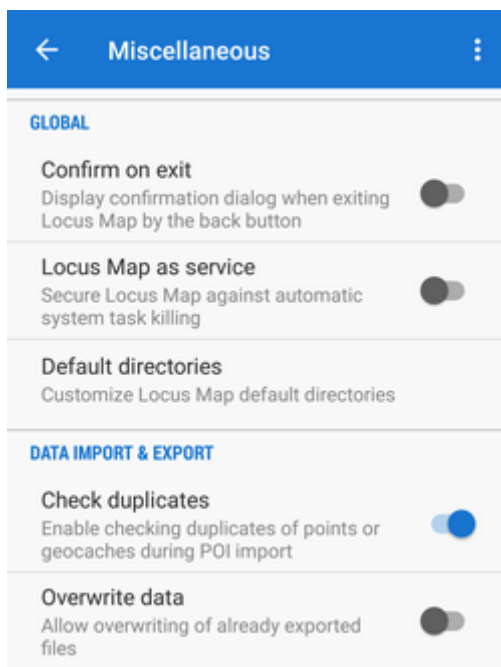 Miscellaneous
GLOBAL
Confirm on exit
Display confirmation dialog when exiting
Locus Map by the back button
Locus Map as service
Secure Locus Map against automatic
system task killing
Default directories
Customize Locus Map default directories
DATA IMPORT & EXPORT
Check duplicates
Enable checking duplicates of points or
geocaches during POI import
Overwrite data
Allow overwriting of already exported
files